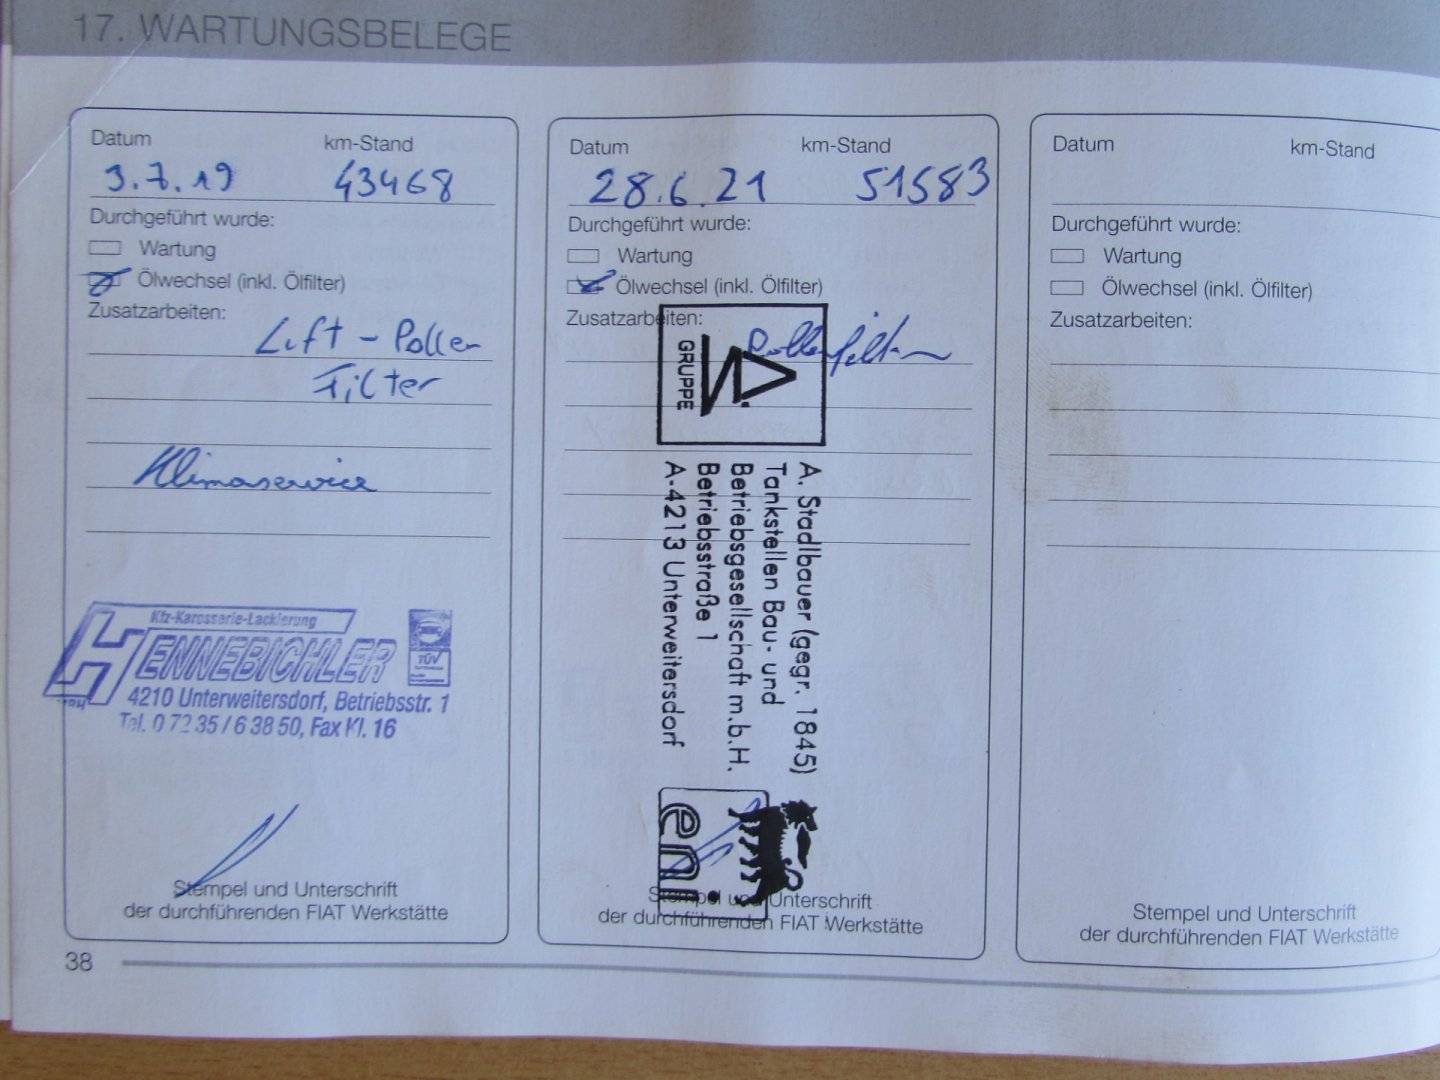 17. WARTUNGSBELEGE
Datum km-Stand
3.7.19 43468
Durchgeführt wurde:
Wartung
Ölwechsel (inkl. Ölfilter)
Zusatzarbeiten:
Luft - Pollen
Filter
Klimaservice
Kfz-Karosserie-Lackierung
HENNEBICHLER
TÜV
4210 Unterweitersdorf, Betriebsstr. 1
Tel. 0 72 35 / 6 38 50, Fax Kl. 16
Stempel und Unterschrift
der durchführenden FIAT Werkstätte
38
Datum km-Stand
28.6.21 51583
Durchgeführt wurde:
Wartung
Ölwechsel (inkl. Ölfilter)
Zusatzarbeiten:
Pollenfilter
GRUPPE
A. Stadlbauer (gegr. 1845)
Tankstellen Bau- und
Betriebsgesellschaft m.b.H.
Betriebsstraße 1
A-4213 Unterweitersdorf
eni
Stempel und Unterschrift
der durchführenden FIAT Werkstätte
Datum km-Stand
Durchgeführt wurde:
Wartung
Ölwechsel (inkl. Ölfilter)
Zusatzarbeiten:
Stempel und Unterschrift
der durchführenden FIAT Werkstätte